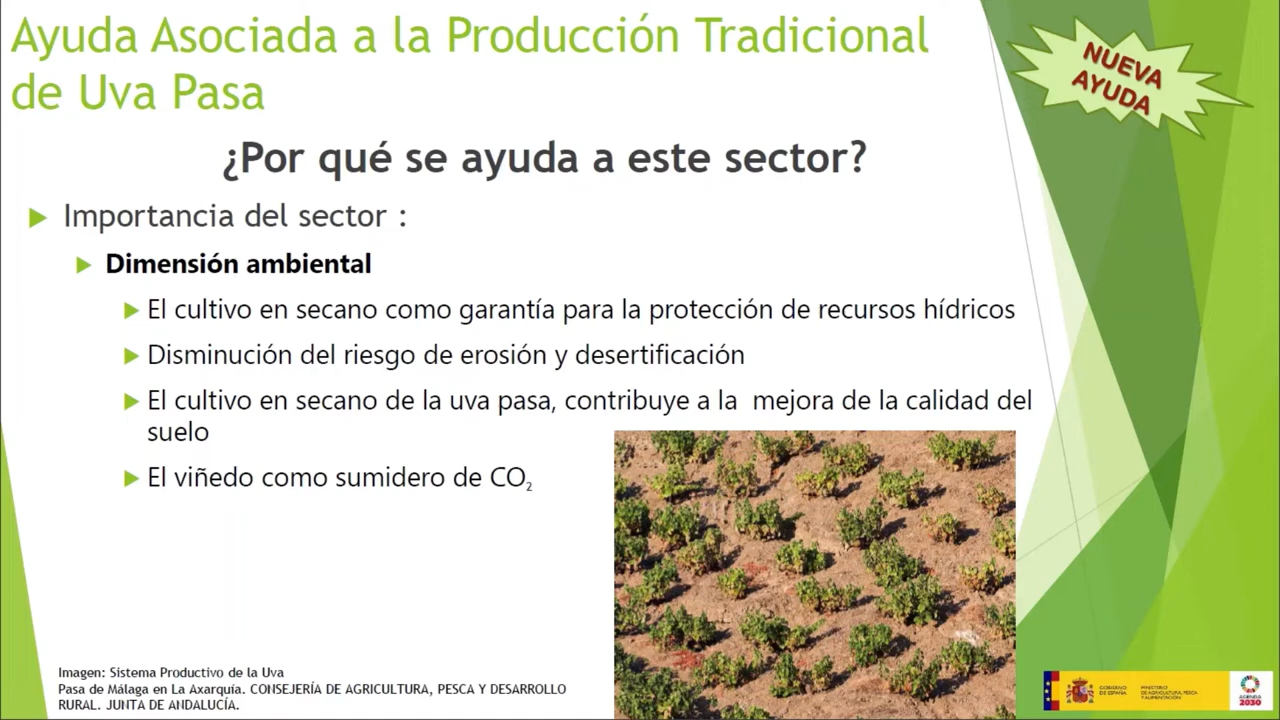 Ayuda Asociada a la Producción Tradicional
de Uva Pasa
NUEVA
AYUDA
¿Por qué se ayuda a este sector?
Importancia del sector :
Dimensión ambiental
El cultivo en secano como garantía para la protección de recursos hídricos
Disminución del riesgo de erosión y desertificación
El cultivo en secano de la uva pasa, contribuye a la mejora de la calidad del
suelo
El viñedo como sumidero de CO₂
Imagen: Sistema Productivo de la Uva
Pasa de Málaga en La Axarquía. CONSEJERÍA DE AGRICULTURA, PESCA Y DESARROLLO
RURAL. JUNTA DE ANDALUCÍA.
GOBIERNO
DE ESPAÑA
MINISTERIO
DE AGRICULTURA, PESCA
Y ALIMENTACIÓN
AGENDA
2030